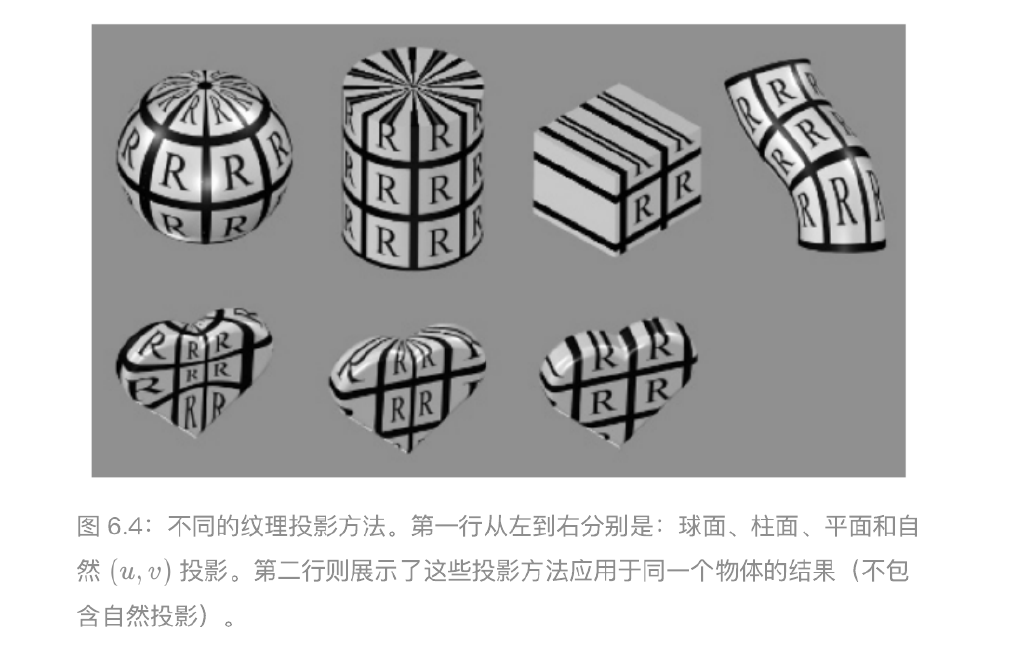 图 6.4：不同的纹理投影方法。第一行从左到右分别是：球面、柱面、平面和自
然 (u, v) 投影。第二行则展示了这些投影方法应用于同一个物体的结果（不包
含自然投影）。